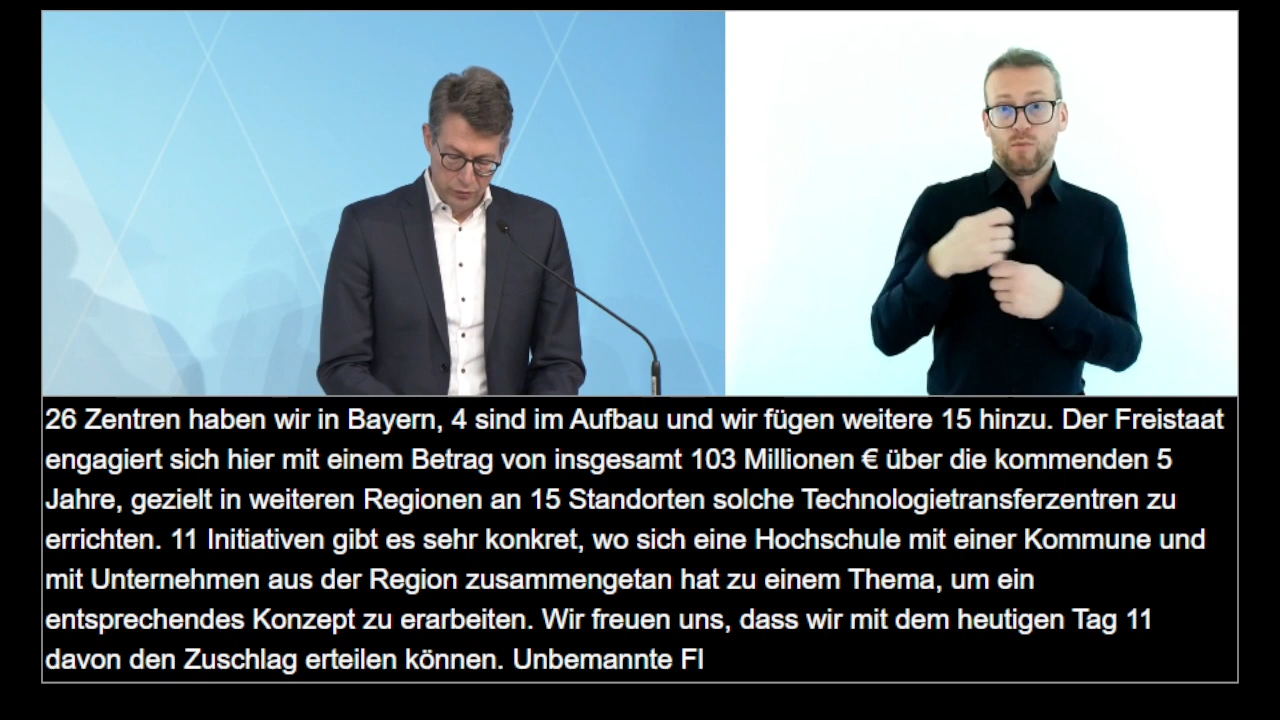 26 Zentren haben wir in Bayern, 4 sind im Aufbau und wir fügen weitere 15 hinzu. Der Freistaat
engagiert sich hier mit einem Betrag von insgesamt 103 Millionen € über die kommenden 5
Jahre, gezielt in weiteren Regionen an 15 Standorten solche Technologietransferzentren zu
errichten. 11 Initiativen gibt es sehr konkret, wo sich eine Hochschule mit einer Kommune und
mit Unternehmen aus der Region zusammengetan hat zu einem Thema, um ein
entsprechendes Konzept zu erarbeiten. Wir freuen uns, dass wir mit dem heutigen Tag 11
davon den Zuschlag erteilen können. Unbemannte Fl